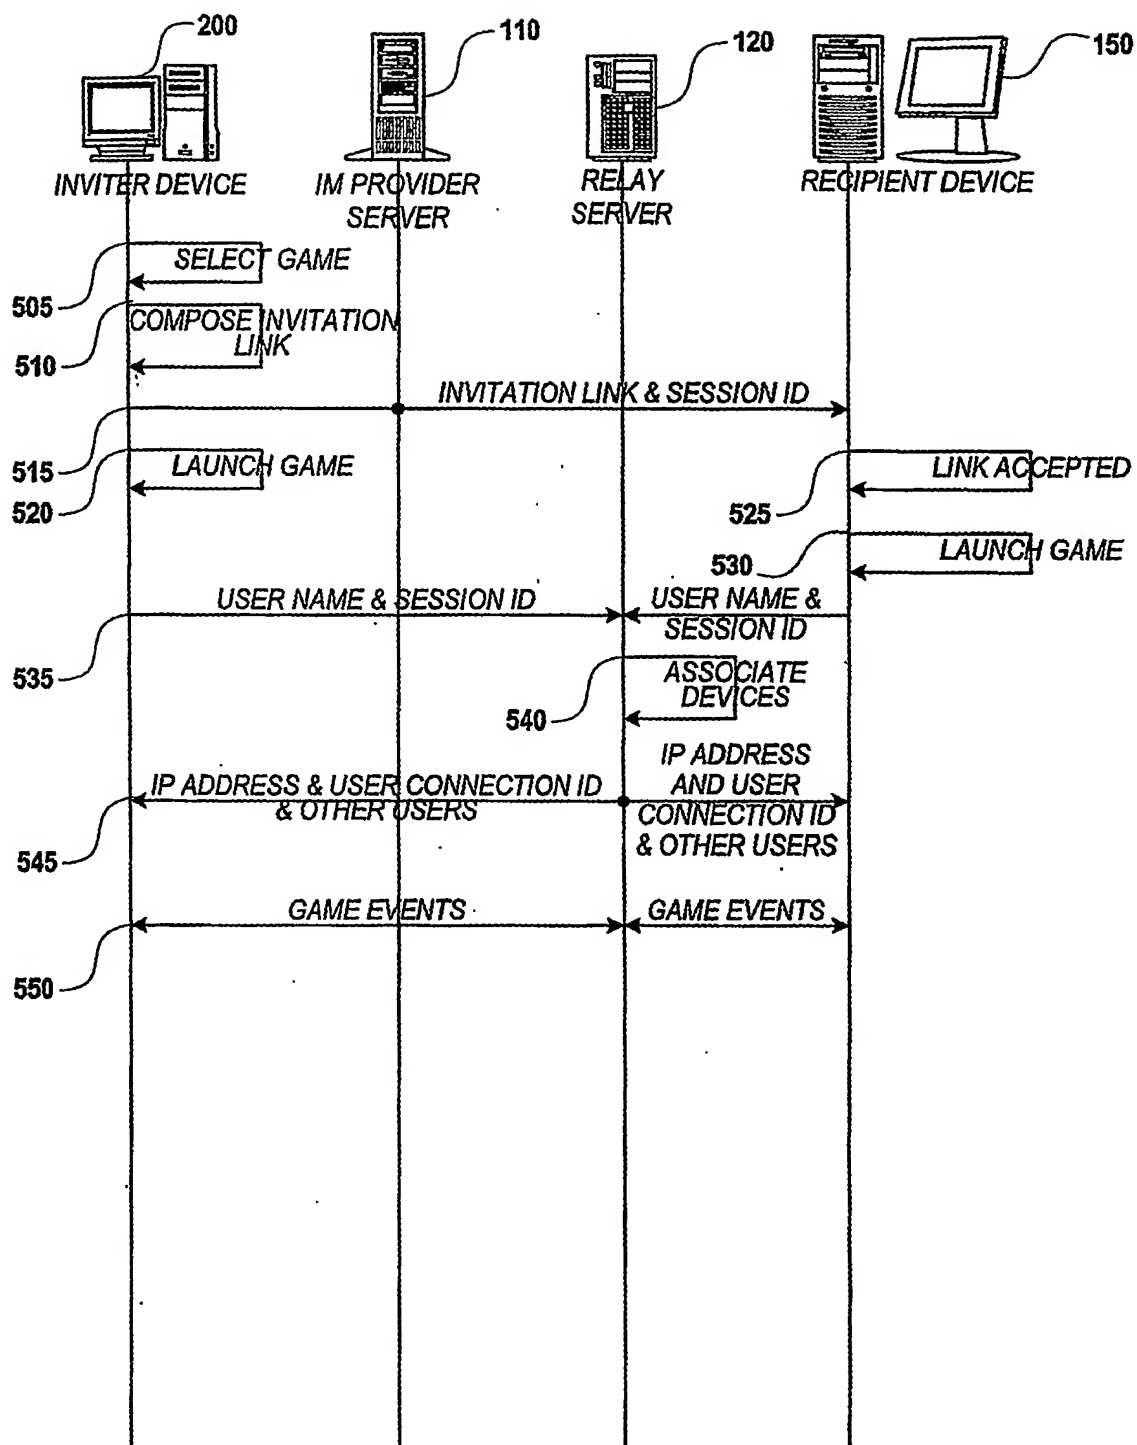 200
110
120
150
INVITER DEVICE
IM PROVIDER
SERVER
RELAY
SERVER
RECIPIENT DEVICE
SELECT GAME
505
COMPOSE INVITATION
LINK
510
INVITATION LINK & SESSION ID
515
LAUNCH GAME
520
LINK ACCEPTED
525
LAUNCH GAME
530
USER NAME & SESSION ID
USER NAME &
SESSION ID
535
ASSOCIATE
DEVICES
540
IP ADDRESS & USER CONNECTION ID
& OTHER USERS
IP ADDRESS
AND USER
CONNECTION ID
& OTHER USERS
545
GAME EVENTS
GAME EVENTS
550